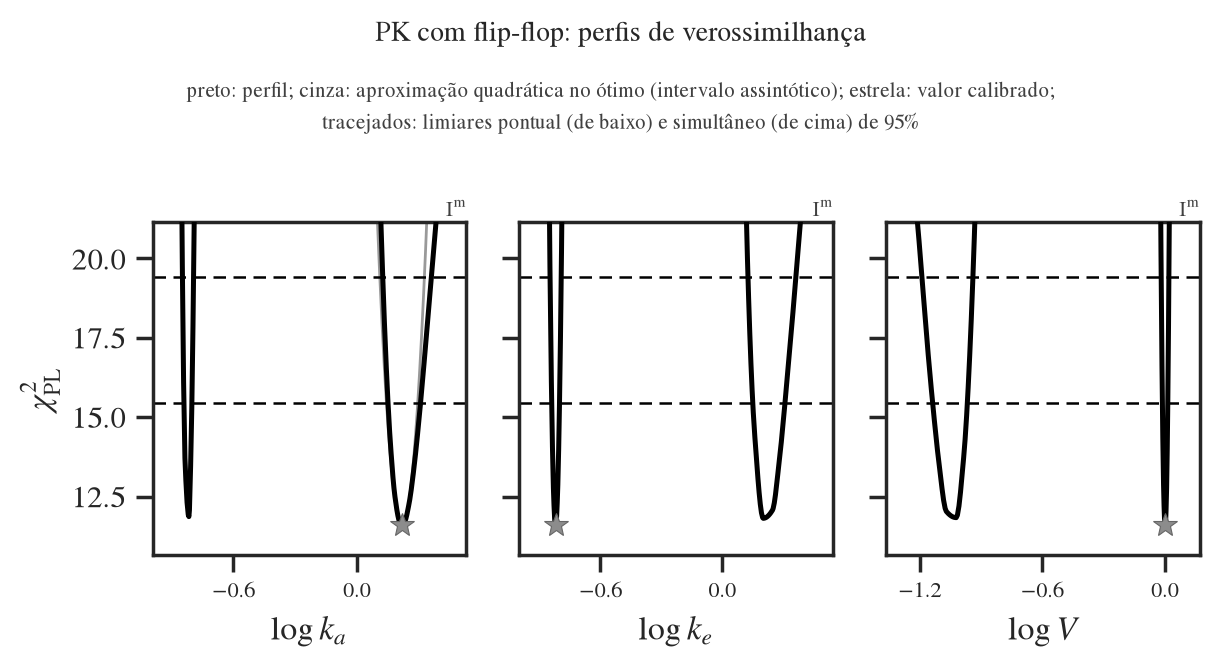 PK com flip-flop: perfis de verossimilhança
preto: perfil; cinza: aproximação quadrática no ótimo (intervalo assintótico); estrela: valor calibrado;
tracejados: limiares pontual (de baixo) e simultâneo (de cima) de 95%
I^m I^m I^m
20.0
17.5
15.0
12.5
χ²_PL
−0.6 0.0 −0.6 0.0 −1.2 −0.6 0.0
log k_a log k_e log V